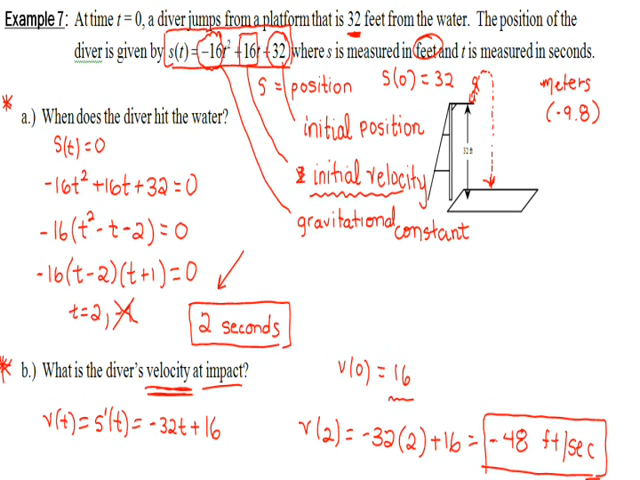 Example 7: At time t = 0, a diver jumps from a platform that is 32 feet from the water. The position of the
diver is given by s(t) = -16t² + 16t + 32 where s is measured in feet and t is measured in seconds.
S = position
S(0) = 32
meters
(-9.8)
* a.) When does the diver hit the water?
initial position
S(t) = 0
32 ft
initial velocity
-16t² + 16t + 32 = 0
gravitational constant
-16(t² - t - 2) = 0
-16(t-2)(t+1) = 0
t = 2, -1
2 seconds
* b.) What is the diver's velocity at impact?
v(0) = 16
v(t) = s'(t) = -32t + 16
v(2) = -32(2) + 16 = -48 ft/sec